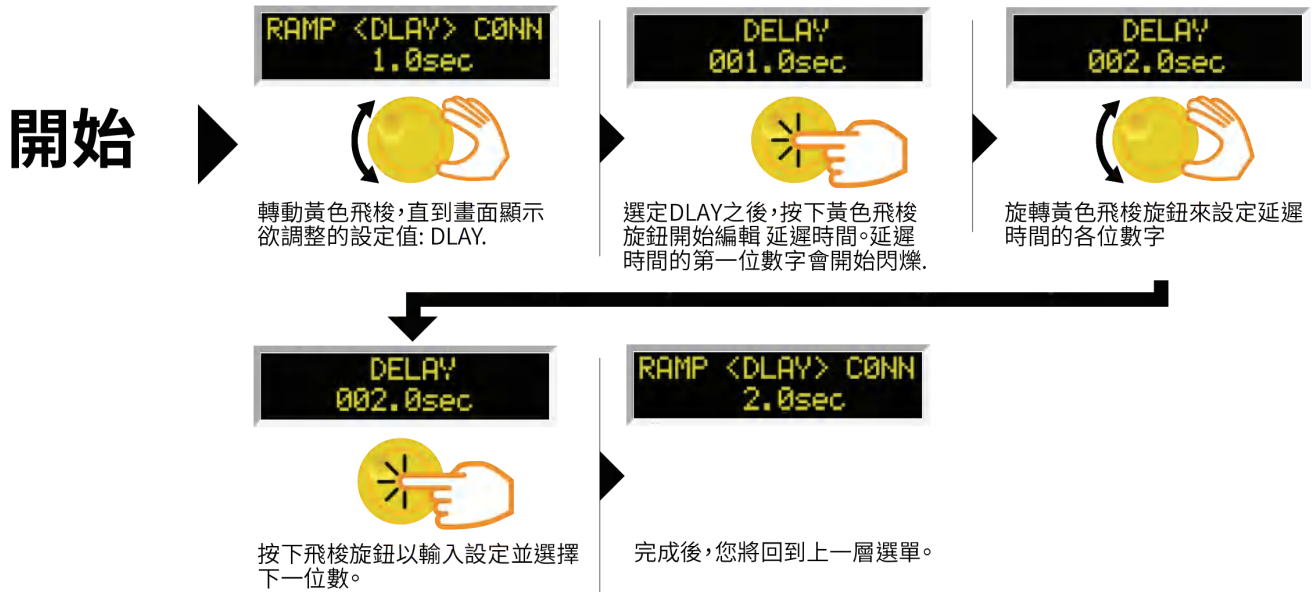 開始
RAMP <DLAY> CØNN
1.0sec
轉動黃色飛梭,直到畫面顯示
欲調整的設定值: DLAY.
DELAY
001.0sec
選定DLAY之後,按下黃色飛梭
旋鈕開始編輯 延遲時間。延遲
時間的第一位數字會開始閃爍.
DELAY
002.0sec
旋轉黃色飛梭旋鈕來設定延遲
時間的各位數字
DELAY
002.0sec
按下飛梭旋鈕以輸入設定並選擇
下一位數。
RAMP <DLAY> CØNN
2.0sec
完成後,您將回到上一層選單。